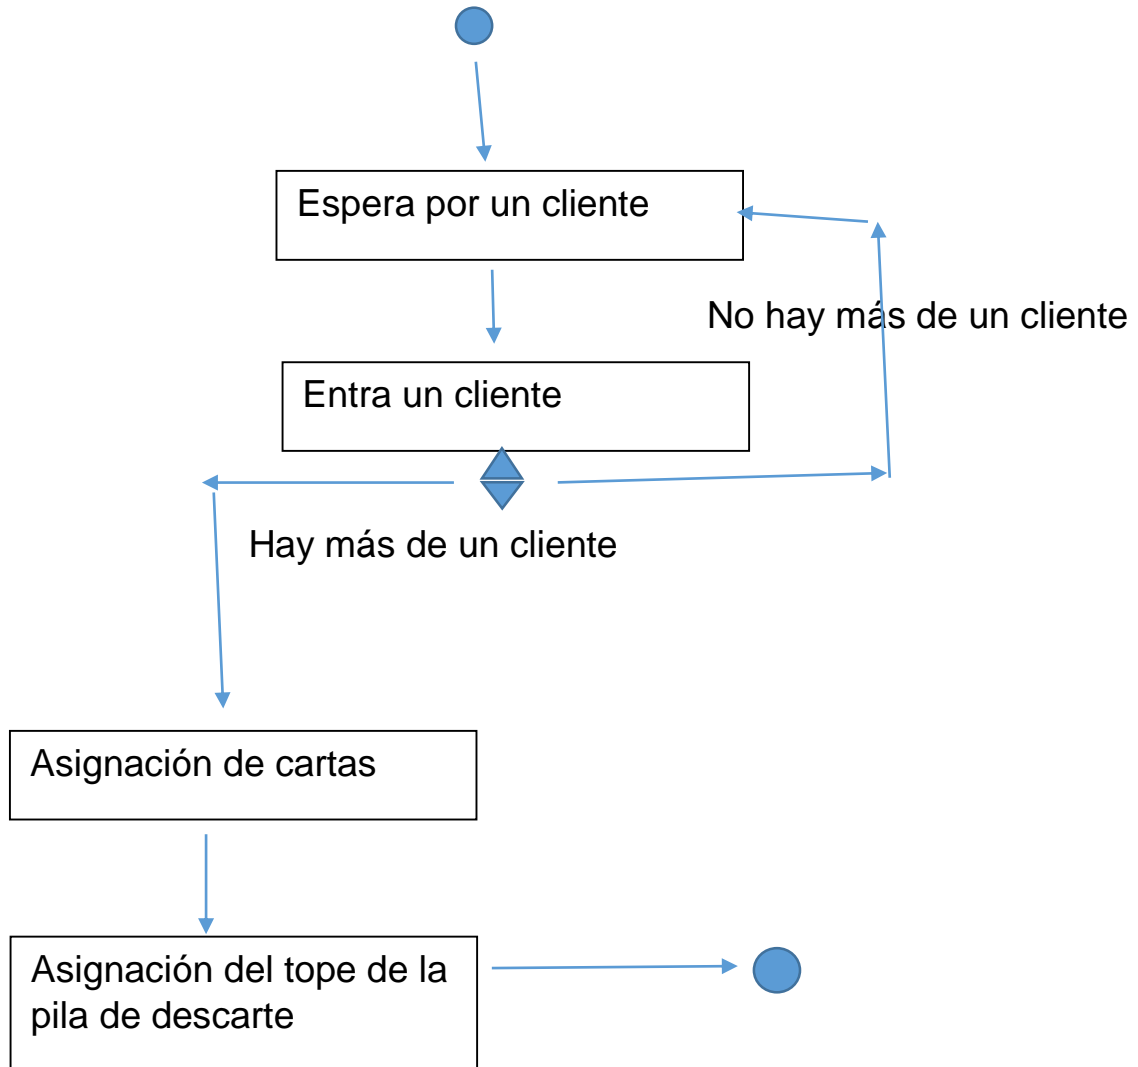 Espera por un cliente
No hay más de un cliente
Entra un cliente
Hay más de un cliente
Asignación de cartas
Asignación del tope de la
pila de descarte